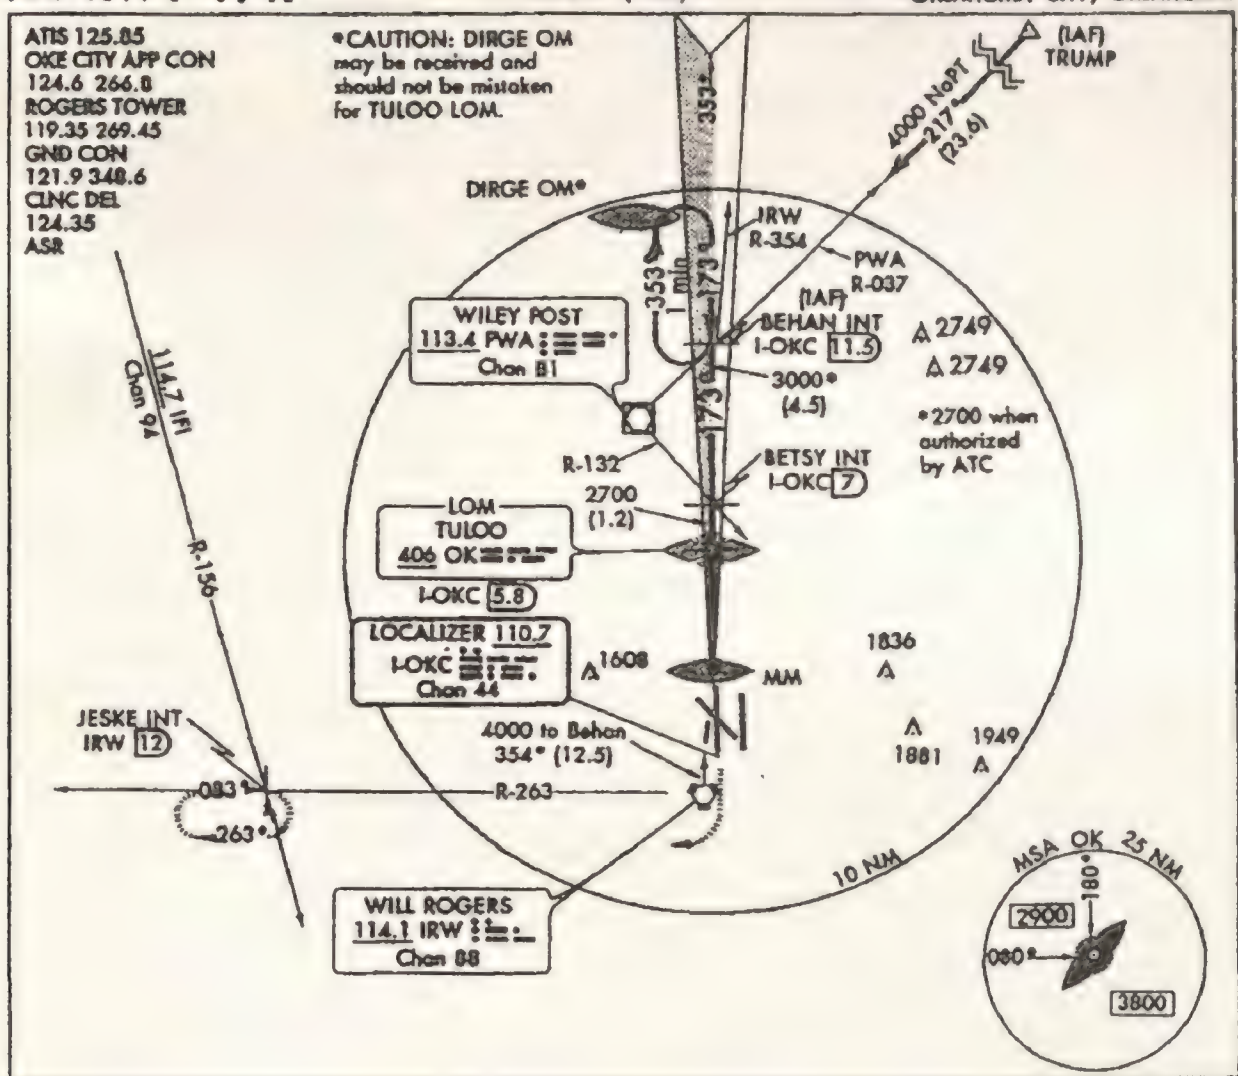 ATIS 125.85
OKE CITY APP CON
124.6 266.8
ROGERS TOWER
119.35 269.45
GND CON
121.9 348.6
CLNC DEL
124.35
ASR
*CAUTION: DIRGE OM
may be received and
should not be mistaken
for TULOO LOM.
(IAF)
TRUMP
4000 NoPT
217°
(23.6)
353°
DIRGE OM*
IRW
R-354
PWA
R-037
353°
1 min
173°
(IAF)
BEHAN INT
I-OKC 11.5
2749
2749
3000*
(4.5)
*2700 when
authorized
by ATC
WILEY POST
113.4 PWA
Chan 81
173°
R-132
BETSY INT
I-OKC 7
2700
(1.2)
LOM
TULOO
406 OK
I-OKC 5.8
114.7 IFI
Chan 94
R-156
LOCALIZER 110.7
I-OKC
Chan 44
1608
MM
1836
1881
1949
JESKE INT
IRW 12
4000 to Behan
354° (12.5)
083°
R-263
263°
10 NM
WILL ROGERS
114.1 IRW
Chan 88
MSA OK 25 NM
180°
2900
080°
3800